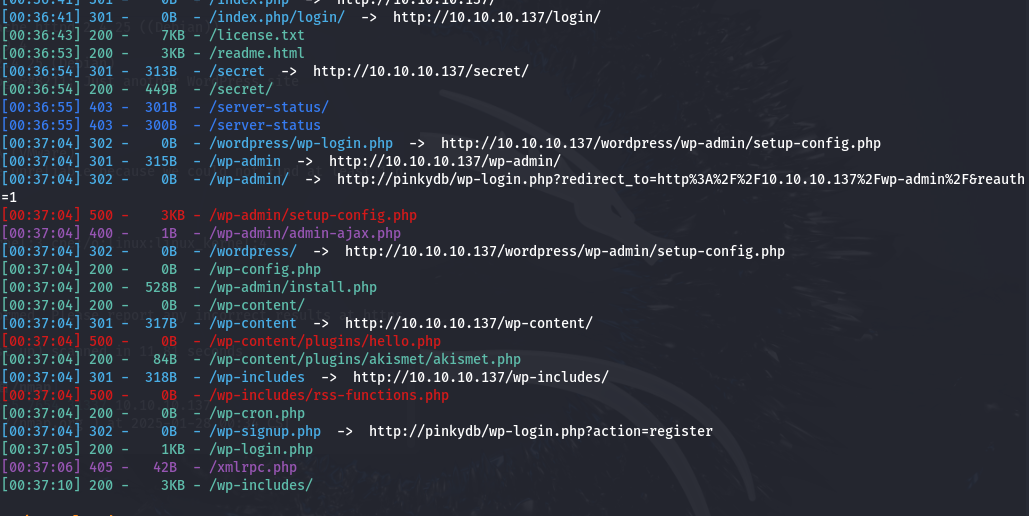 [00:36:41] 301 -    0B  - /index.php  ->  http://10.10.10.137/
[00:36:41] 301 -    0B  - /index.php/login/  ->  http://10.10.10.137/login/
[00:36:43] 200 -    7KB - /license.txt
[00:36:53] 200 -    3KB - /readme.html
[00:36:54] 301 -  313B  - /secret  ->  http://10.10.10.137/secret/
[00:36:54] 200 -  449B  - /secret/
[00:36:55] 403 -  301B  - /server-status/
[00:36:55] 403 -  300B  - /server-status
[00:37:04] 302 -    0B  - /wordpress/wp-login.php  ->  http://10.10.10.137/wordpress/wp-admin/setup-config.php
[00:37:04] 301 -  315B  - /wp-admin  ->  http://10.10.10.137/wp-admin/
[00:37:04] 302 -    0B  - /wp-admin/  ->  http://pinkydb/wp-login.php?redirect_to=http%3A%2F%2F10.10.10.137%2Fwp-admin%2F&reauth
=1
[00:37:04] 500 -    3KB - /wp-admin/setup-config.php
[00:37:04] 400 -    1B  - /wp-admin/admin-ajax.php
[00:37:04] 302 -    0B  - /wordpress/  ->  http://10.10.10.137/wordpress/wp-admin/setup-config.php
[00:37:04] 200 -    0B  - /wp-config.php
[00:37:04] 200 -  528B  - /wp-admin/install.php
[00:37:04] 200 -    0B  - /wp-content/
[00:37:04] 301 -  317B  - /wp-content  ->  http://10.10.10.137/wp-content/
[00:37:04] 500 -    0B  - /wp-content/plugins/hello.php
[00:37:04] 200 -   84B  - /wp-content/plugins/akismet/akismet.php
[00:37:04] 301 -  318B  - /wp-includes  ->  http://10.10.10.137/wp-includes/
[00:37:04] 500 -    0B  - /wp-includes/rss-functions.php
[00:37:04] 200 -    0B  - /wp-cron.php
[00:37:04] 302 -    0B  - /wp-signup.php  ->  http://pinkydb/wp-login.php?action=register
[00:37:05] 200 -    1KB - /wp-login.php
[00:37:06] 405 -   42B  - /xmlrpc.php
[00:37:10] 200 -    3KB - /wp-includes/